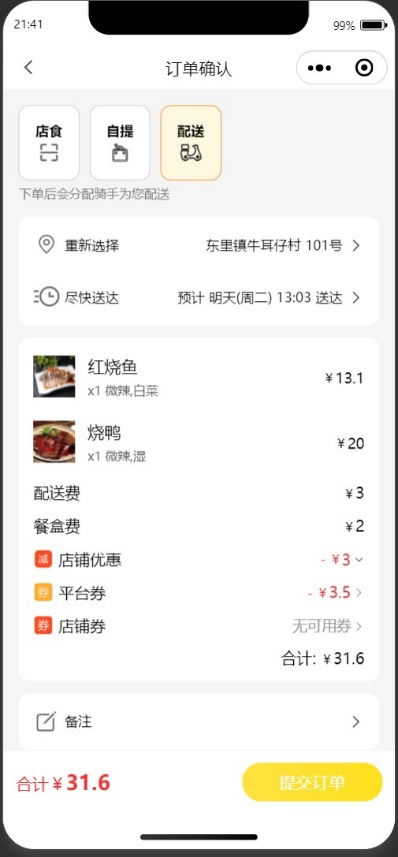 21:41 99%
订单确认
店食 自提 配送
下单后会分配骑手为您配送
重新选择 东里镇牛耳仔村 101号
尽快送达 预计 明天(周二) 13:03 送达
红烧鱼
x1 微辣,白菜 ¥13.1
烧鸭
x1 微辣,湿 ¥20
配送费 ¥3
餐盒费 ¥2
减 店铺优惠 - ¥3
券 平台券 - ¥3.5
券 店铺券 无可用券
合计: ¥31.6
备注
合计¥31.6 提交订单